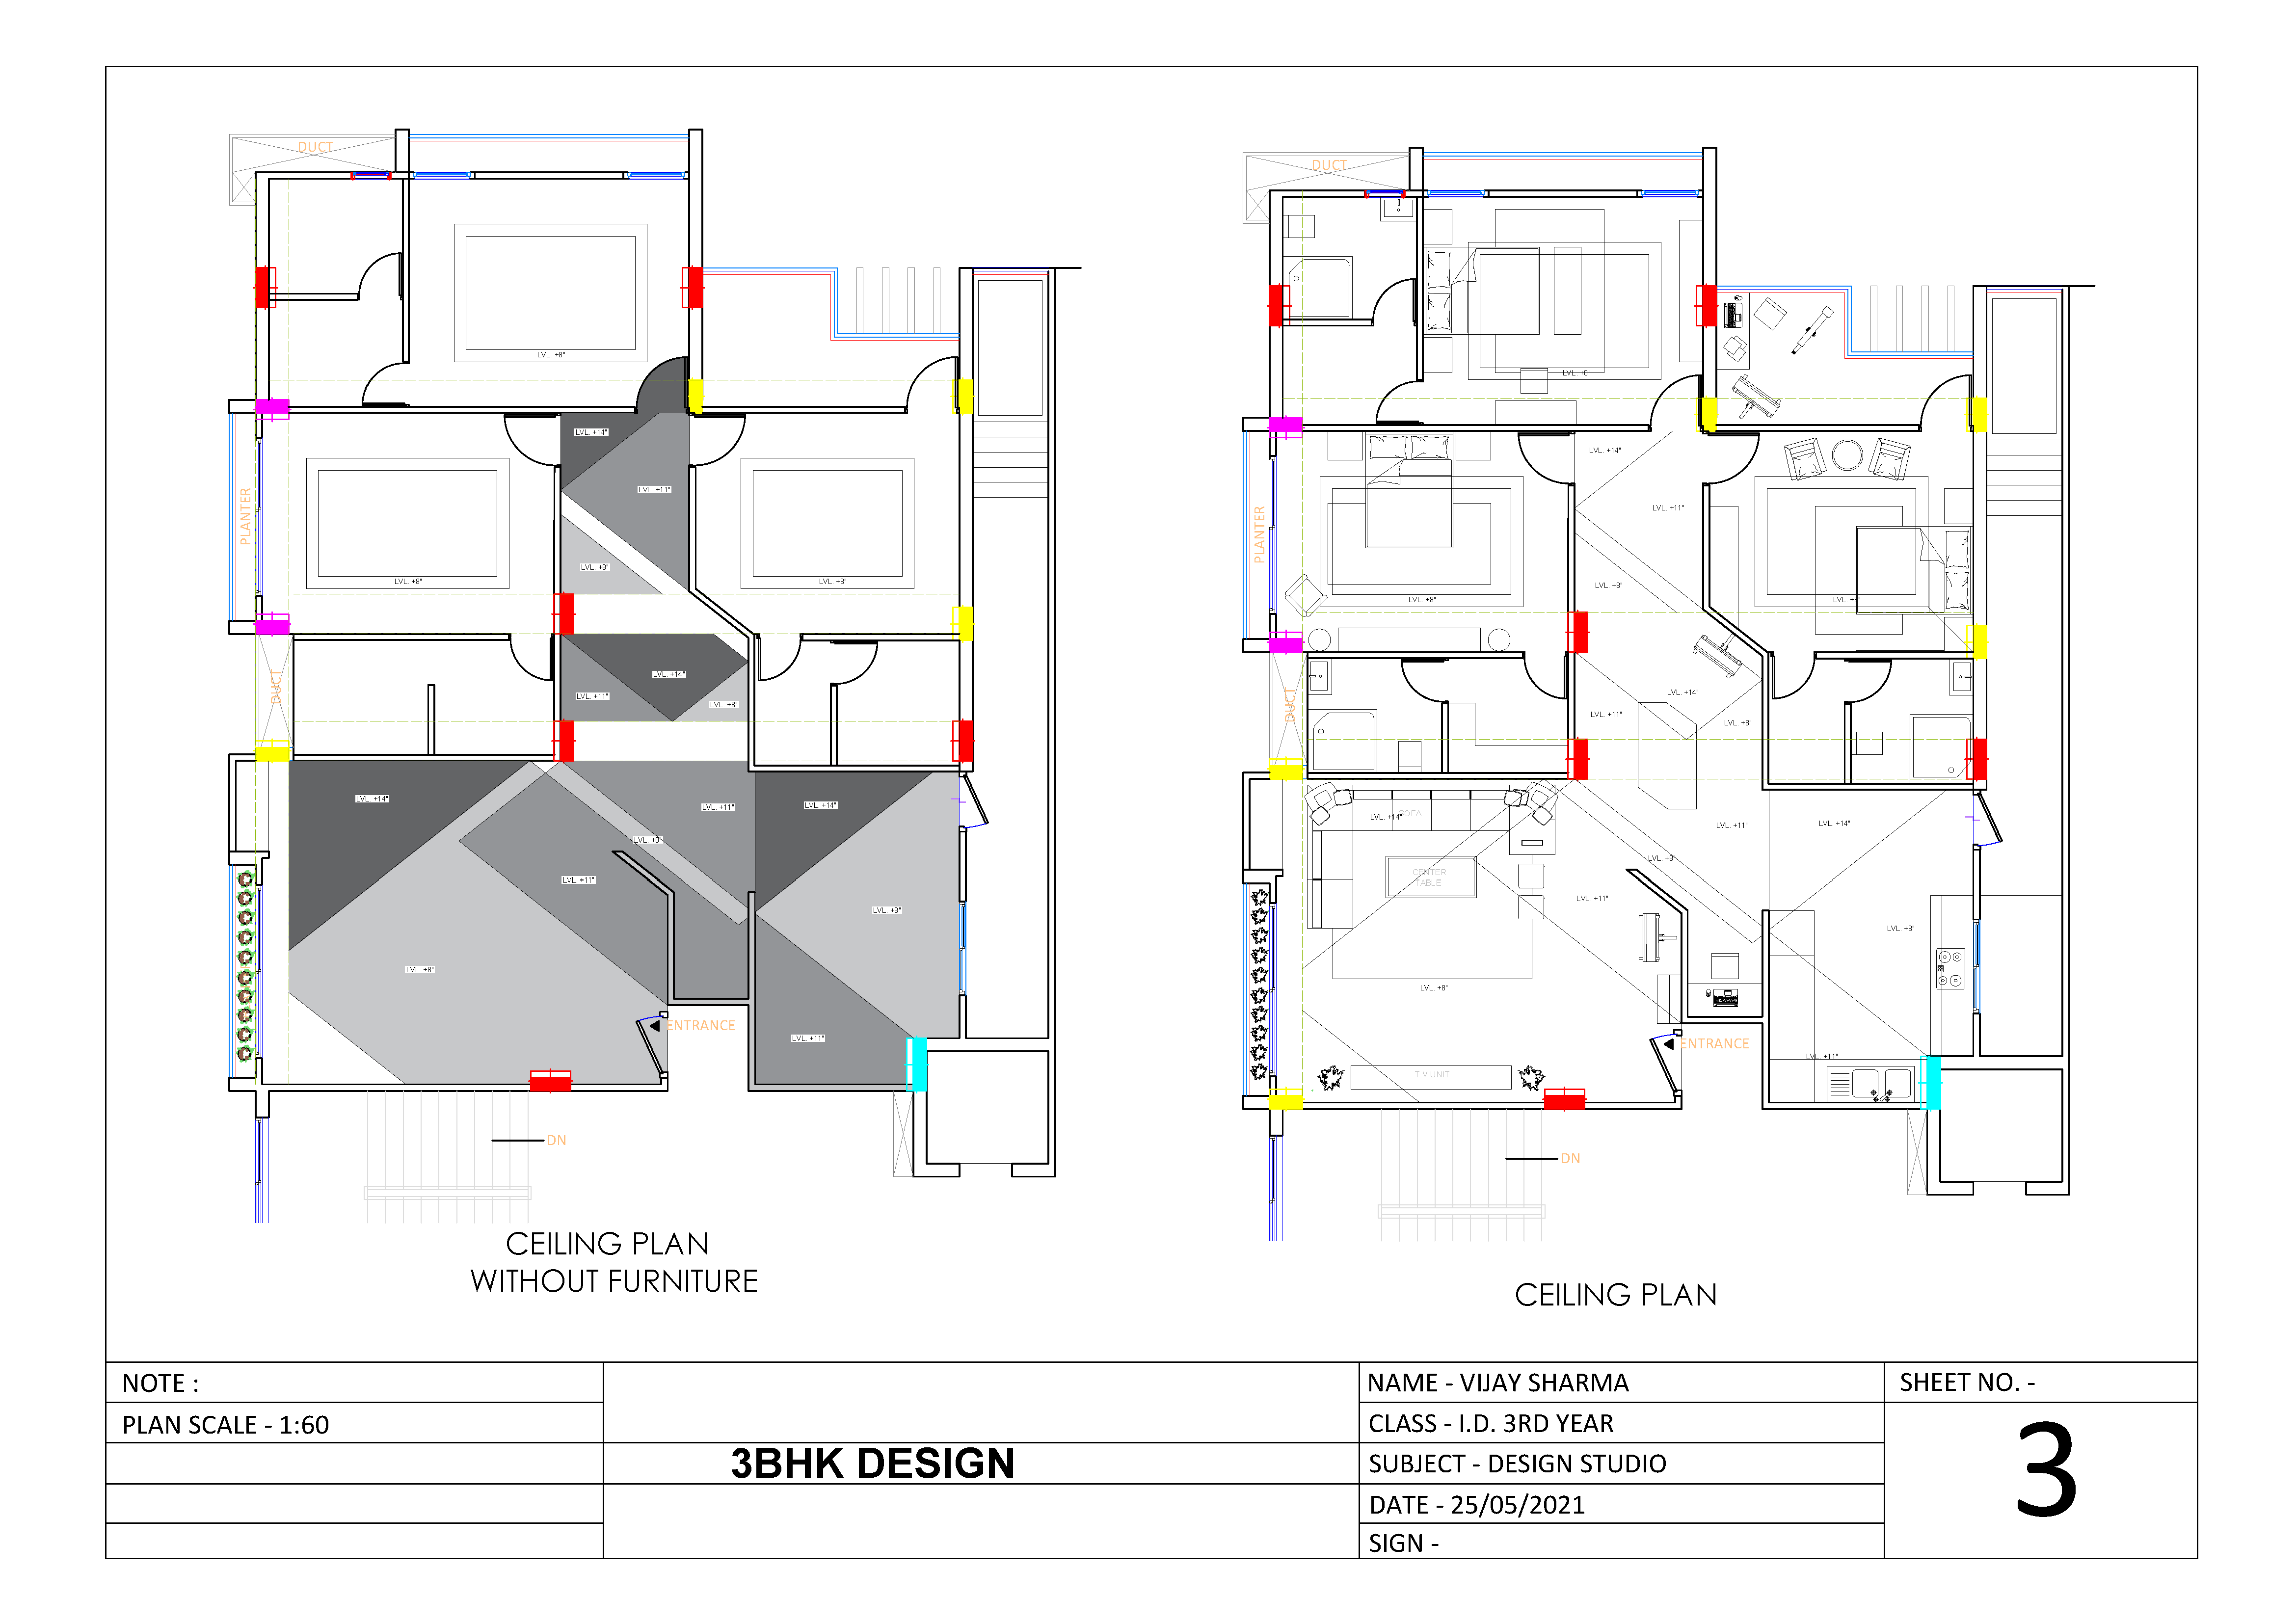 DUCT
LVL. +8"
LVL. +14"
LVL. +11"
PLANTER
LVL. +8"
LVL. +8"
LVL. +8"
LVL. +14"
DUCT
LVL. +11"
LVL. +8"
LVL. +14"
LVL. +11"
LVL. +14"
LVL. +8"
LVL. +11"
LVL. +8"
LVL. +8"
ENTRANCE
LVL. +11"
DN
CEILING PLAN
WITHOUT FURNITURE
DUCT
LVL. +8"
LVL. +14"
LVL. +11"
PLANTER
LVL. +8"
LVL. +8"
LVL. +8"
LVL. +14"
DUCT
LVL. +11"
LVL. +8"
SOFA
LVL. +14"
LVL. +11"
LVL. +14"
LVL. +8"
CENTER
TABLE
LVL. +11"
LVL. +8"
LVL. +8"
ENTRANCE
LVL. +11"
T.V UNIT
DN
CEILING PLAN
NOTE :
PLAN SCALE - 1:60
3BHK DESIGN
NAME - VIJAY SHARMA
CLASS - I.D. 3RD YEAR
SUBJECT - DESIGN STUDIO
DATE - 25/05/2021
SIGN -
SHEET NO. -
3